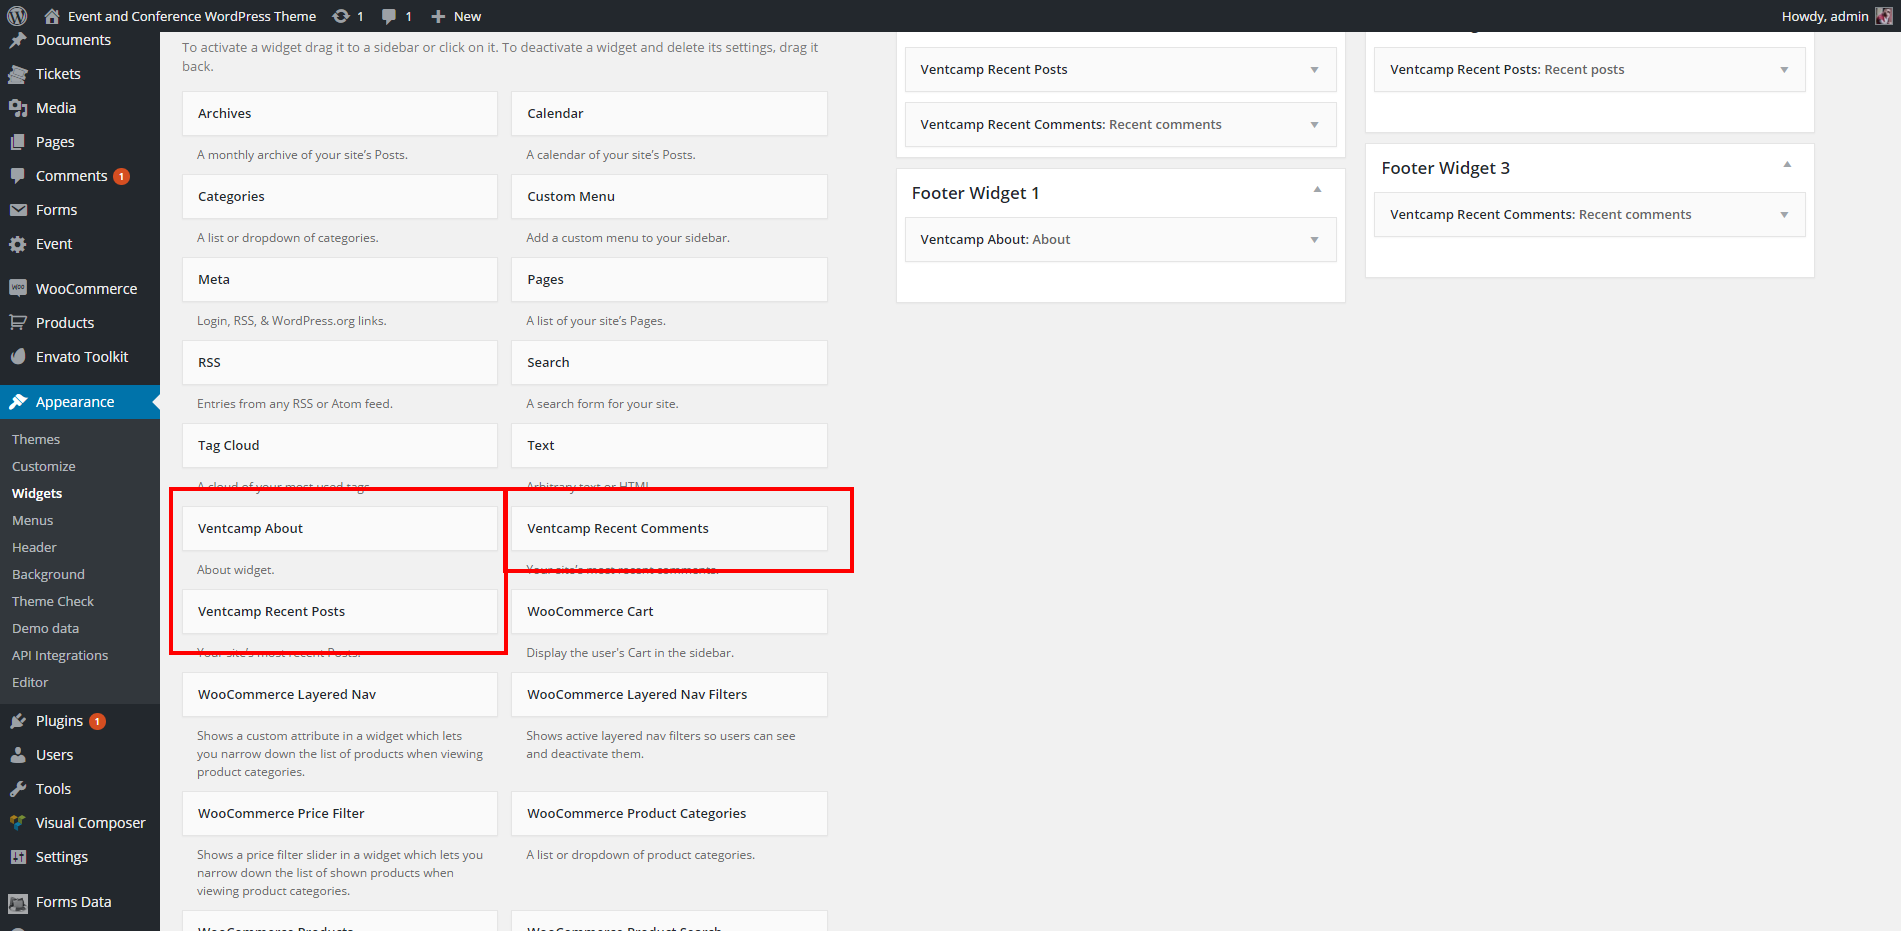 Event and Conference WordPress Theme 1 1 New Howdy, admin
Documents
Tickets
Media
Pages
Comments 1
Forms
Event
WooCommerce
Products
Envato Toolkit
Appearance
Themes
Customize
Widgets
Menus
Header
Background
Theme Check
Demo data
API Integrations
Editor
Plugins 1
Users
Tools
Visual Composer
Settings
Forms Data
To activate a widget drag it to a sidebar or click on it. To deactivate a widget and delete its settings, drag it
back.
Archives
A monthly archive of your site's Posts.
Calendar
A calendar of your site's Posts.
Categories
A list or dropdown of categories.
Custom Menu
Add a custom menu to your sidebar.
Meta
Login, RSS, & WordPress.org links.
Pages
A list of your site's Pages.
RSS
Entries from any RSS or Atom feed.
Search
A search form for your site.
Tag Cloud
A cloud of your most used tags.
Text
Arbitrary text or HTML.
Ventcamp About
About widget.
Ventcamp Recent Comments
Your site's most recent comments.
Ventcamp Recent Posts
Your site's most recent Posts.
WooCommerce Cart
Display the user's Cart in the sidebar.
WooCommerce Layered Nav
Shows a custom attribute in a widget which lets
you narrow down the list of products when viewing
product categories.
WooCommerce Layered Nav Filters
Shows active layered nav filters so users can see
and deactivate them.
WooCommerce Price Filter
Shows a price filter slider in a widget which lets you
narrow down the list of shown products when
viewing product categories.
WooCommerce Product Categories
A list or dropdown of product categories.
WooCommerce Products
WooCommerce Product Search
Ventcamp Recent Posts
Ventcamp Recent Comments: Recent comments
Footer Widget 1
Ventcamp About: About
Ventcamp Recent Posts: Recent posts
Footer Widget 3
Ventcamp Recent Comments: Recent comments